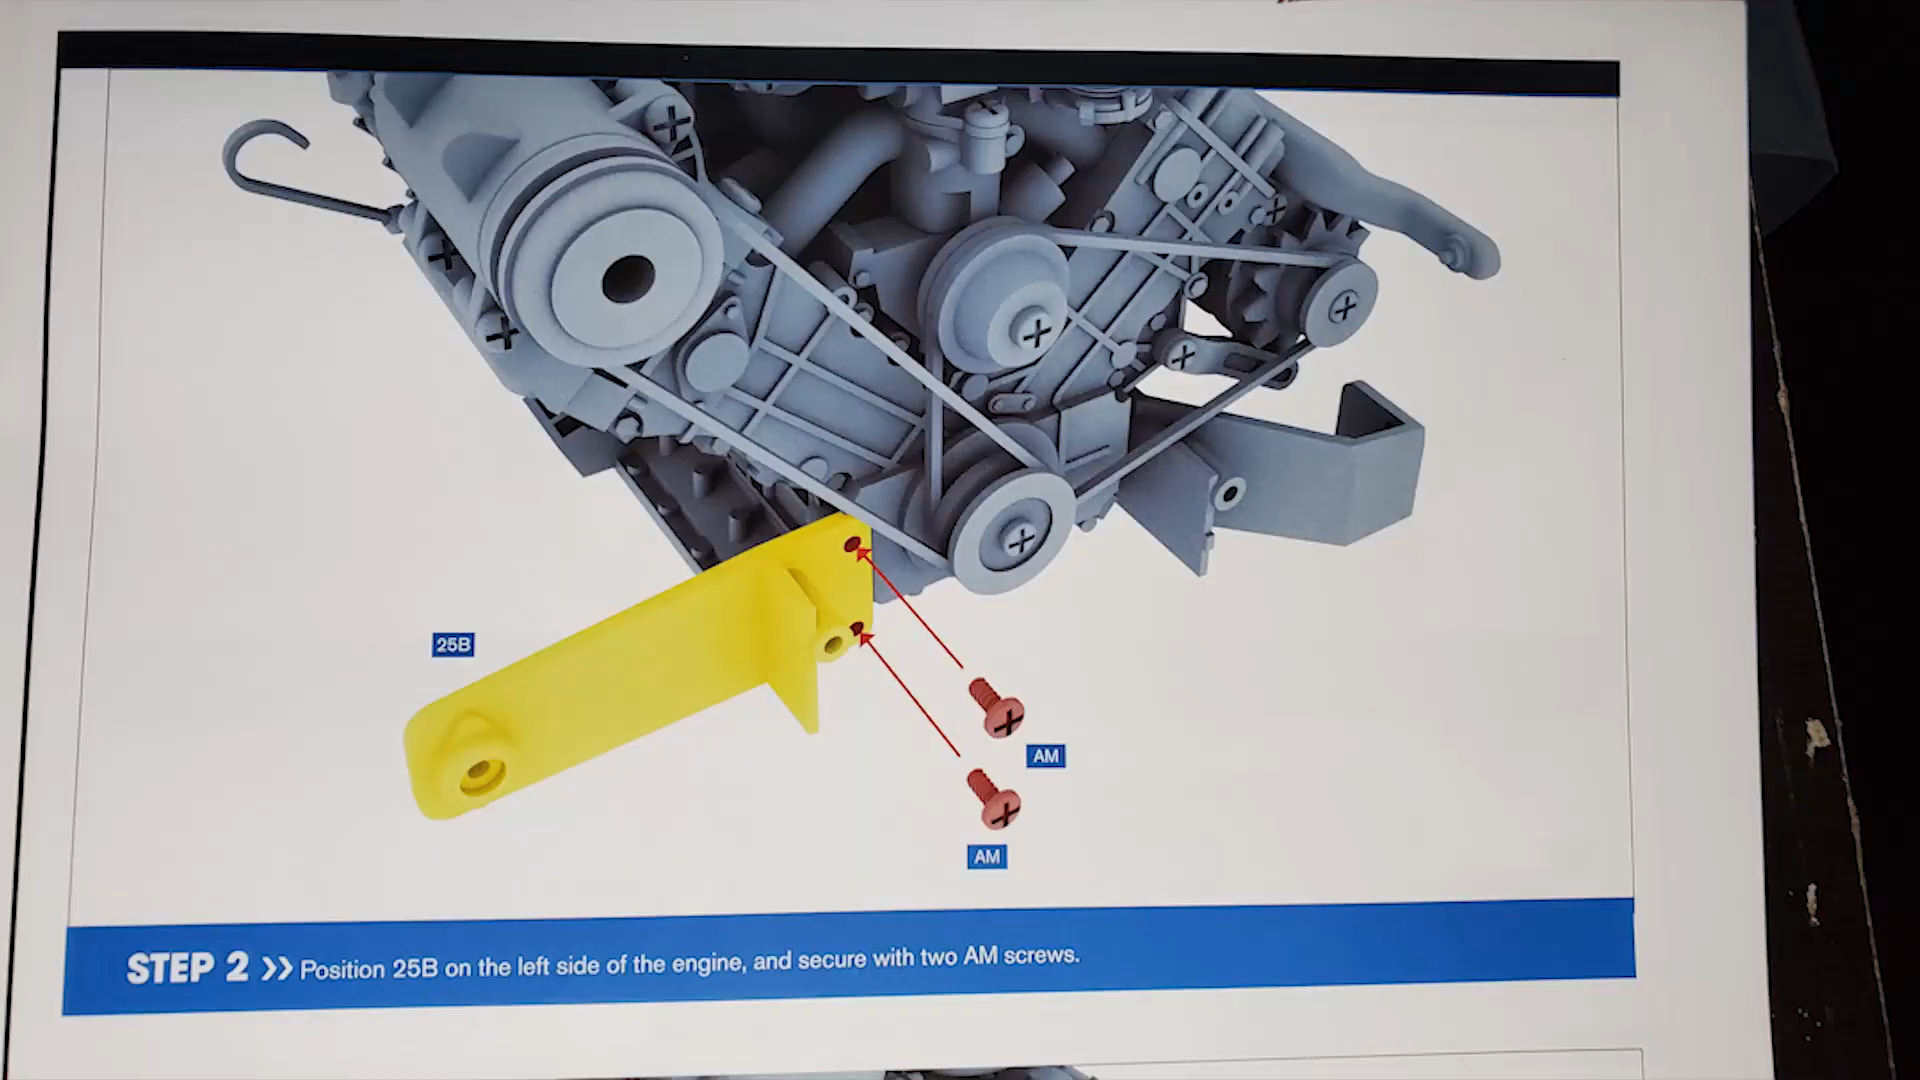 25B
AM
AM
STEP 2 >> Position 25B on the left side of the engine, and secure with two AM screws.